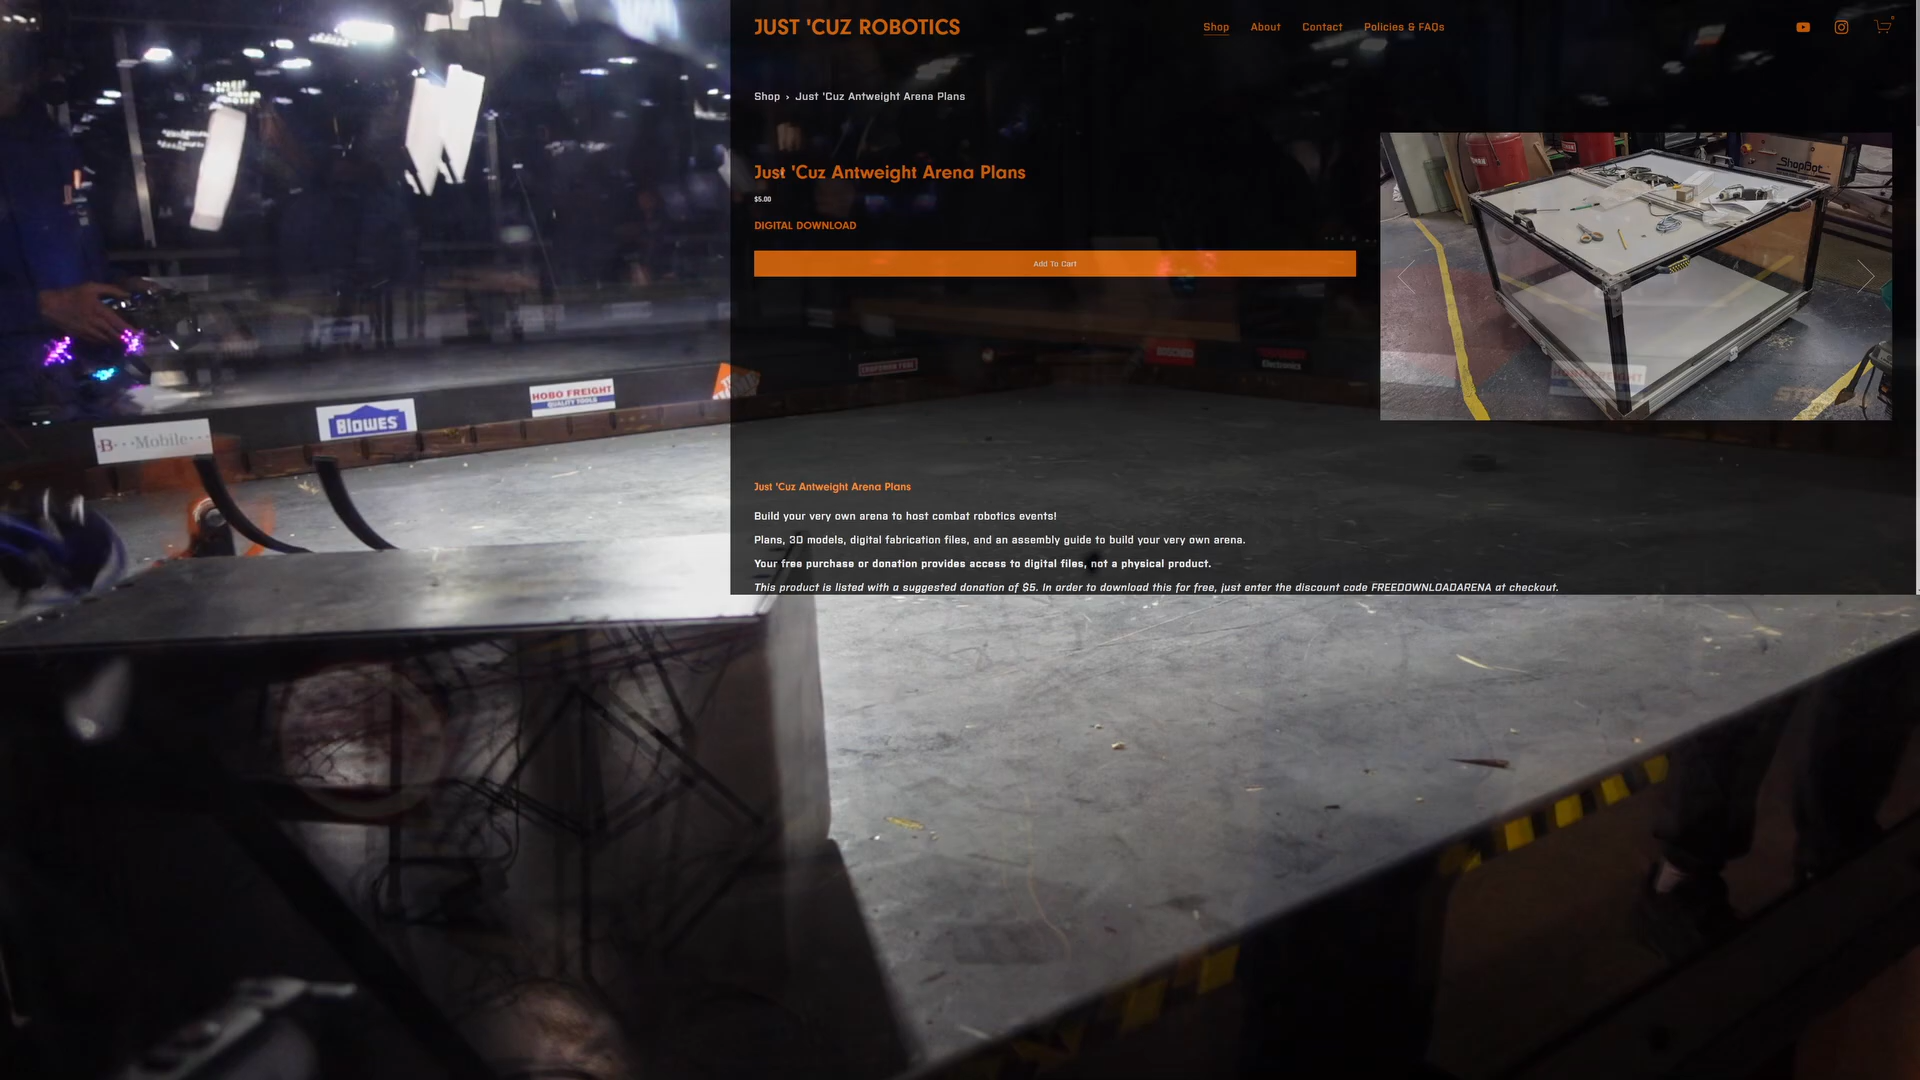 JUST 'CUZ ROBOTICS
Shop About Contact Policies & FAQs
Shop › Just 'Cuz Antweight Arena Plans
Just 'Cuz Antweight Arena Plans
$5.00
DIGITAL DOWNLOAD
Add To Cart
ShopBot
B···Mobile···
Blowes
HOBO FREIGHT
QUALITY TOOLS
Just 'Cuz Antweight Arena Plans
Build your very own arena to host combat robotics events!
Plans, 3D models, digital fabrication files, and an assembly guide to build your very own arena.
Your free purchase or donation provides access to digital files, not a physical product.
This product is listed with a suggested donation of $5. In order to download this for free, just enter the discount code FREEDOWNLOADARENA at checkout.